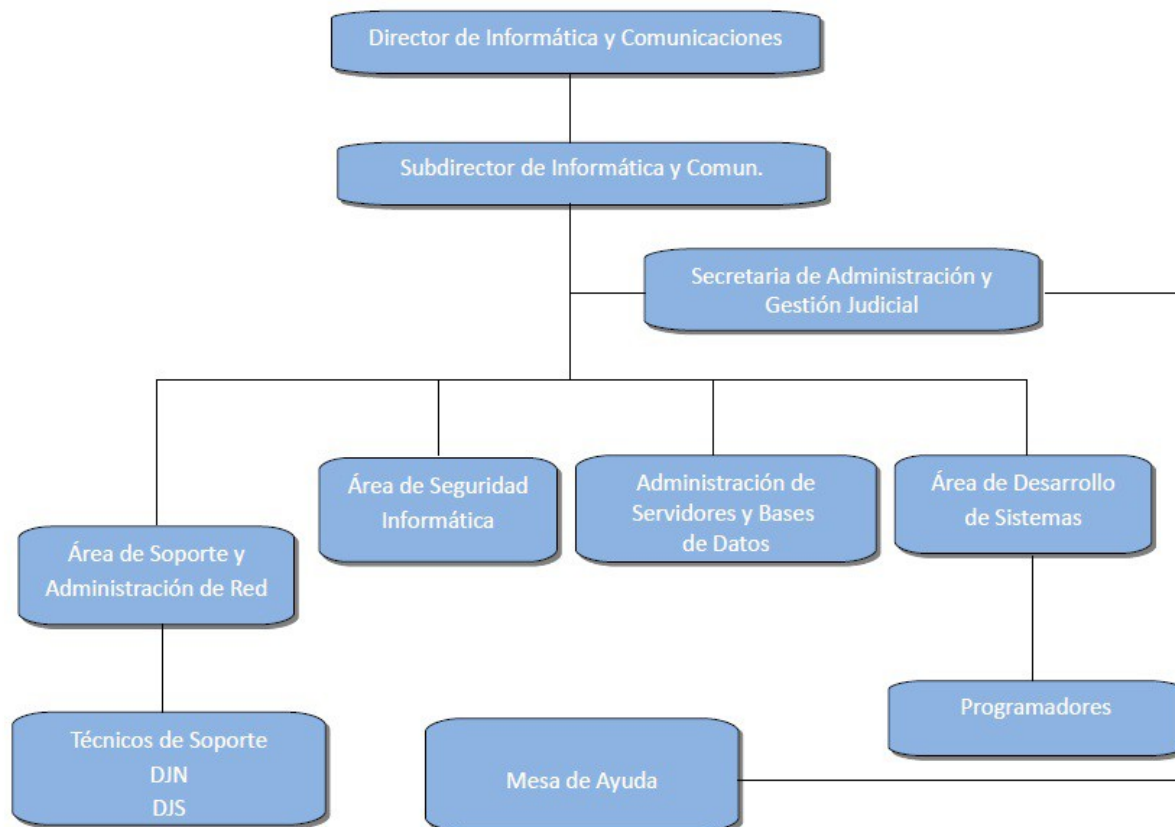 Director de Informática y Comunicaciones
Subdirector de Informática y Comun.
Secretaria de Administración y
Gestión Judicial
Área de Soporte y
Administración de Red
Área de Seguridad
Informática
Administración de
Servidores y Bases
de Datos
Área de Desarrollo
de Sistemas
Técnicos de Soporte
DJN
DJS
Mesa de Ayuda
Programadores